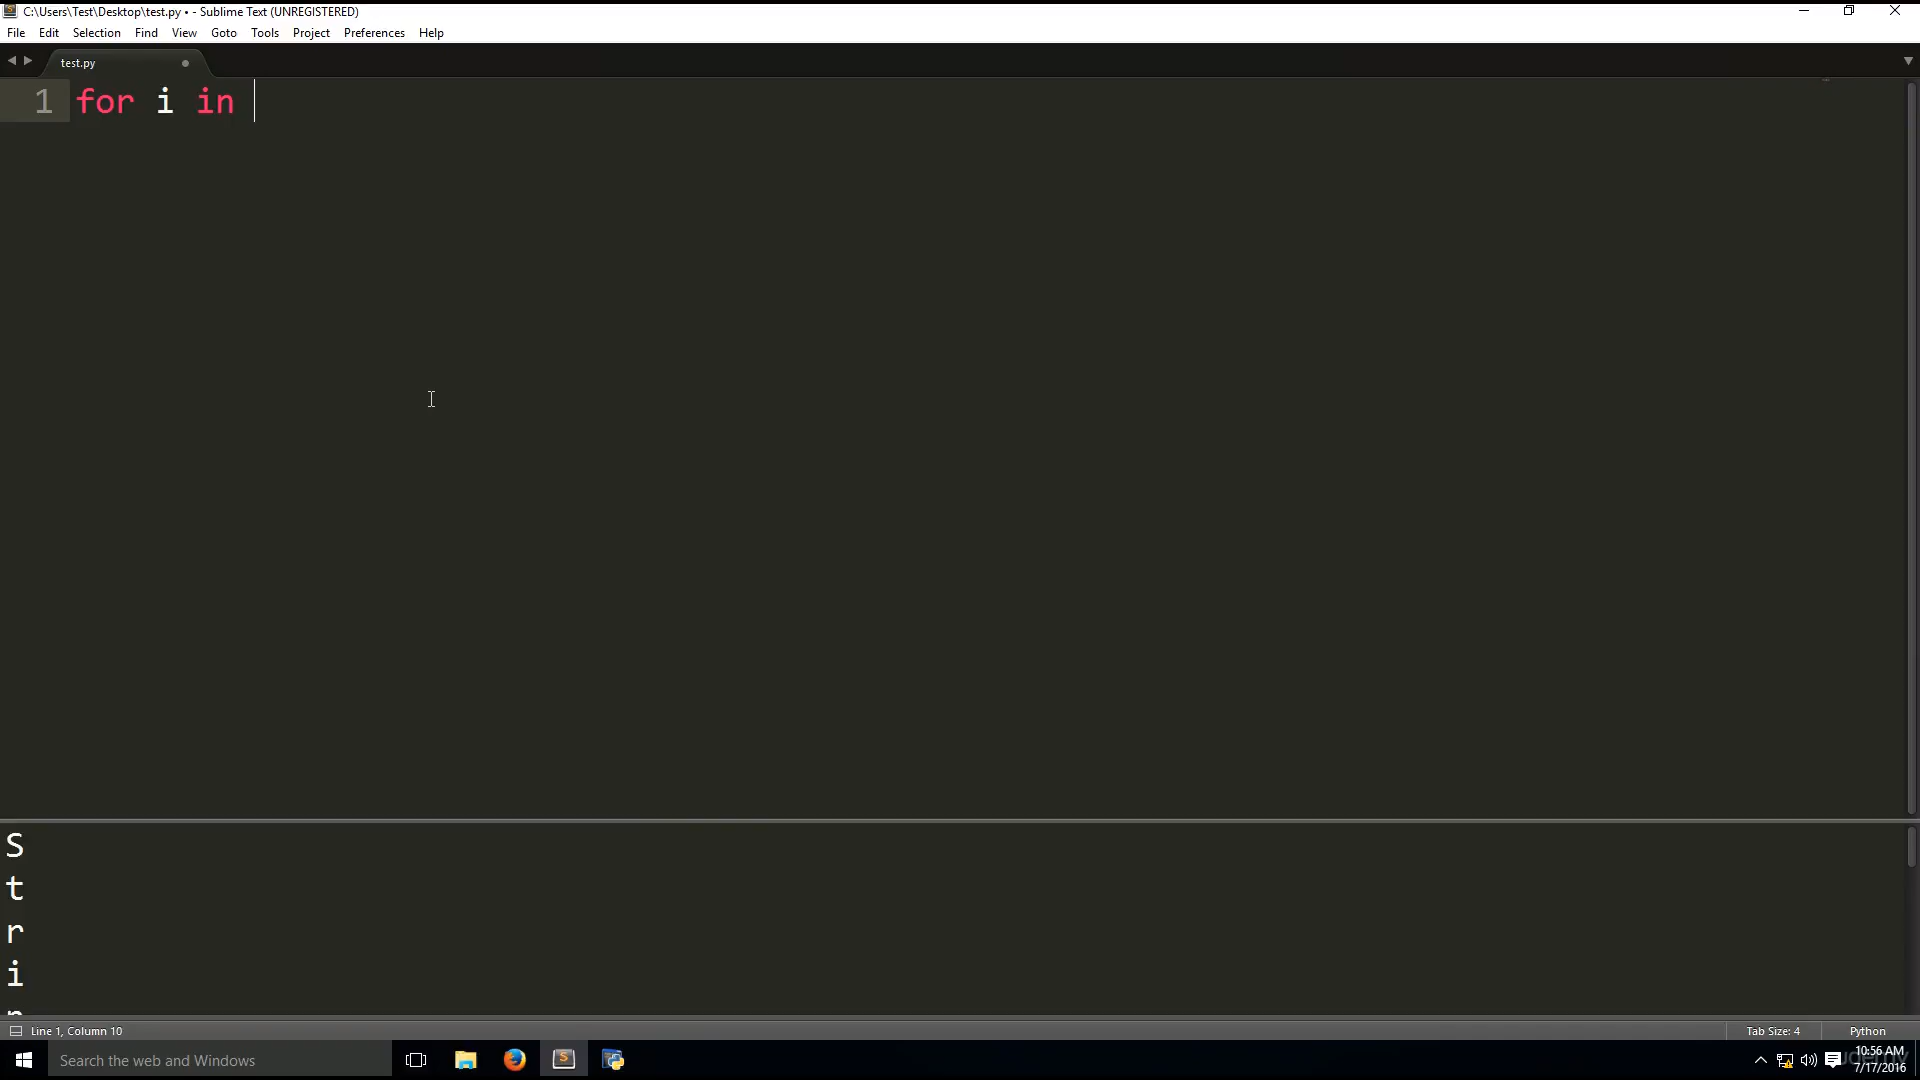 C:\Users\Test\Desktop\test.py • - Sublime Text (UNREGISTERED)
File Edit Selection Find View Goto Tools Project Preferences Help
test.py
1 for i in
S
t
r
i
Line 1, Column 10 Tab Size: 4 Python
Search the web and Windows
10:56 AM
7/17/2016